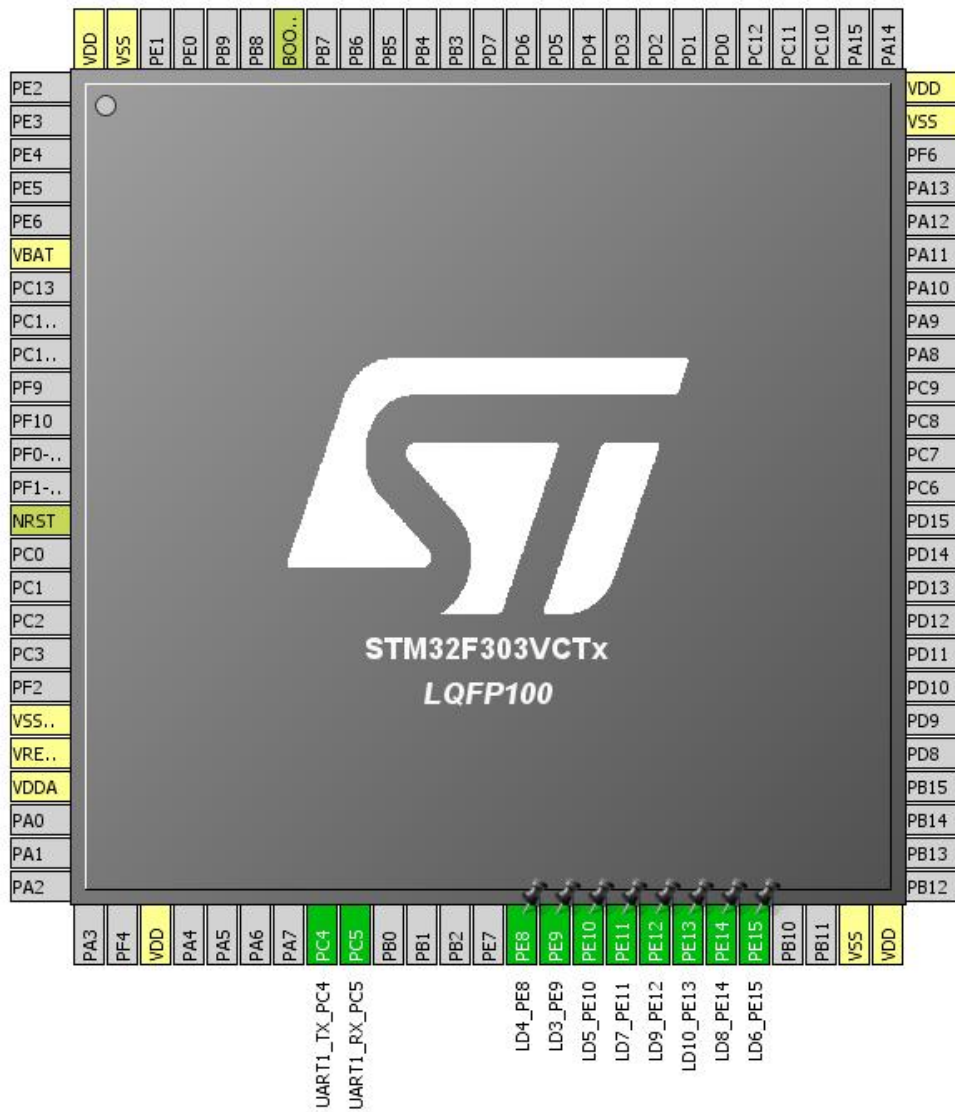 VDD
VSS
PE1
PE0
PB9
PB8
BOO..
PB7
PB6
PB5
PB4
PB3
PD7
PD6
PD5
PD4
PD3
PD2
PD1
PD0
PC12
PC11
PC10
PA15
PA14
PE2
PE3
PE4
PE5
PE6
VBAT
PC13
PC1..
PC1..
PF9
PF10
PF0-..
PF1-..
NRST
PC0
PC1
PC2
PC3
PF2
VSS..
VRE..
VDDA
PA0
PA1
PA2
VDD
VSS
PF6
PA13
PA12
PA11
PA10
PA9
PA8
PC9
PC8
PC7
PC6
PD15
PD14
PD13
PD12
PD11
PD10
PD9
PD8
PB15
PB14
PB13
PB12
ST
STM32F303VCTx
LQFP100
PA3
PF4
VDD
PA4
PA5
PA6
PA7
PC4
PC5
PB0
PB1
PB2
PE7
PE8
PE9
PE10
PE11
PE12
PE13
PE14
PE15
PB10
PB11
VSS
VDD
UART1_TX_PC4
UART1_RX_PC5
LD4_PE8
LD3_PE9
LD5_PE10
LD7_PE11
LD9_PE12
LD10_PE13
LD8_PE14
LD6_PE15